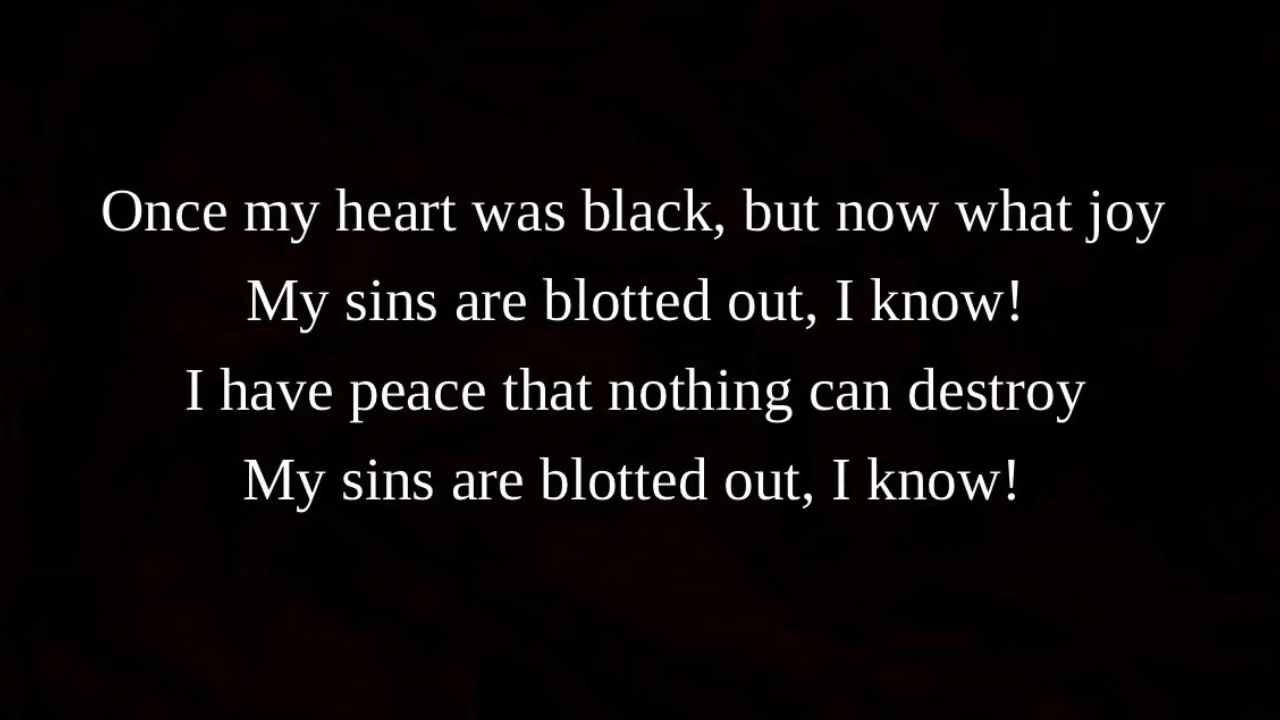 Once my heart was black, but now what joy
My sins are blotted out, I know!
I have peace that nothing can destroy
My sins are blotted out, I know!